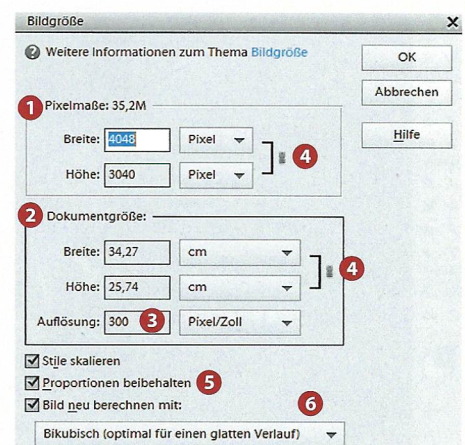 Bildgröße
Weitere Informationen zum Thema Bildgröße
OK
Abbrechen
Hilfe
1 Pixelmaße: 35,2M
Breite: 4048 Pixel
4
Höhe: 3040 Pixel
2 Dokumentgröße:
Breite: 34,27 cm
4
Höhe: 25,74 cm
Auflösung: 300 3 Pixel/Zoll
Stile skalieren
Proportionen beibehalten 5
Bild neu berechnen mit: 6
Bikubisch (optimal für einen glatten Verlauf)